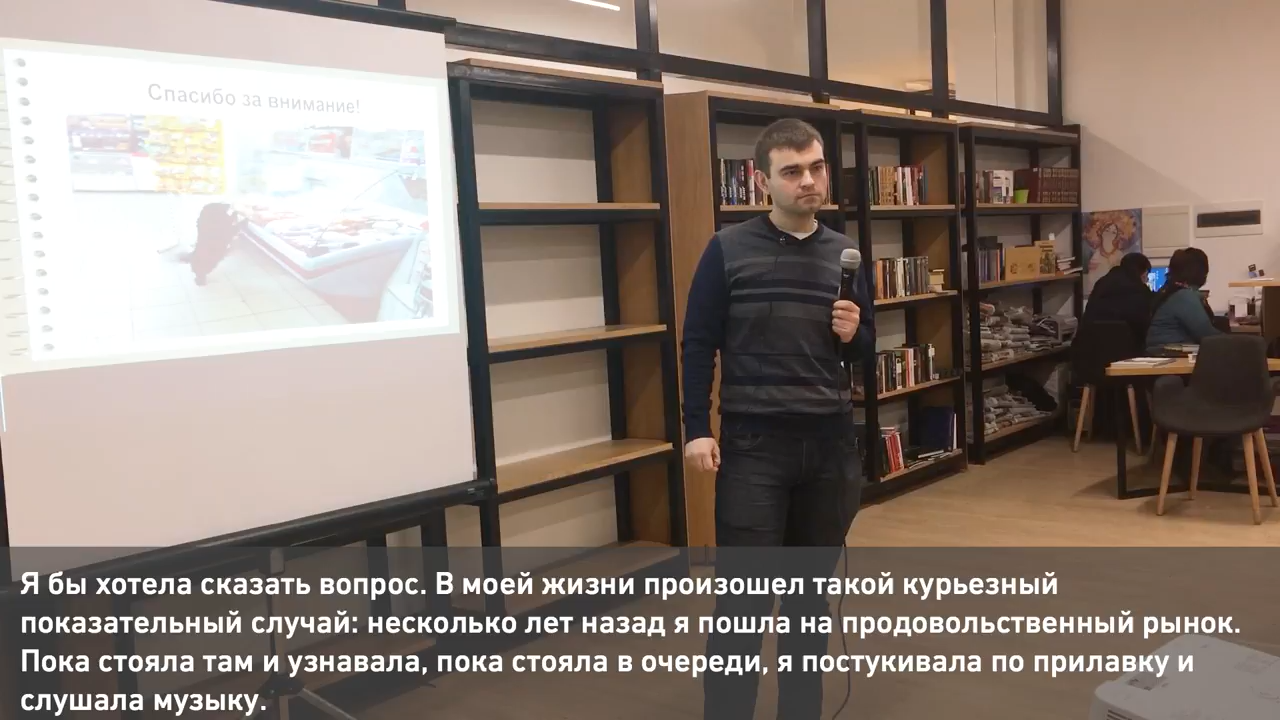 Спасибо за внимание!
Я бы хотела сказать вопрос. В моей жизни произошел такой курьезный
показательный случай: несколько лет назад я пошла на продовольственный рынок.
Пока стояла там и узнавала, пока стояла в очереди, я постукивала по прилавку и
слушала музыку.